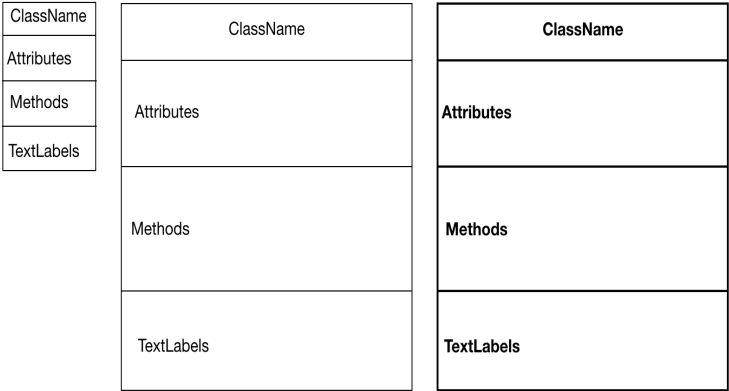 ClassName
Attributes
Methods
TextLabels
ClassName
Attributes
Methods
TextLabels
ClassName
Attributes
Methods
TextLabels